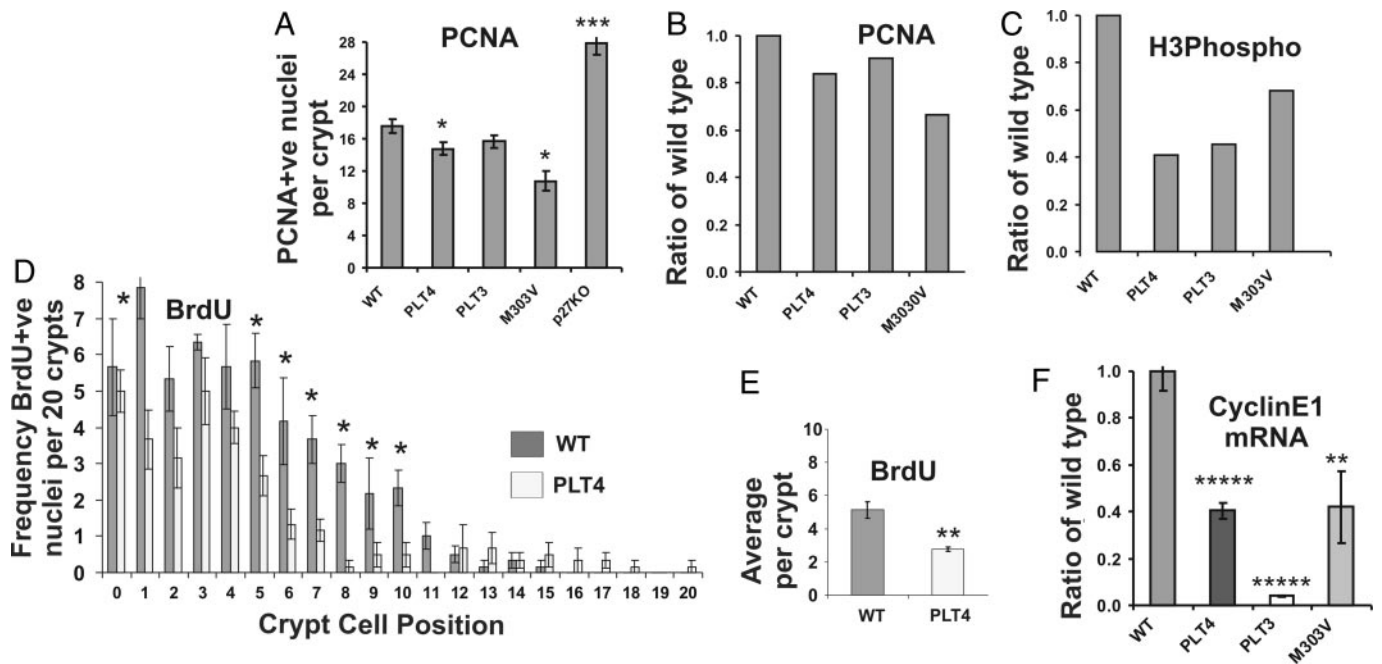 A
PCNA
***
PCNA+ve nuclei
per crypt
28
24
20
16
12
8
4
0
*
*
WT
PLT4
PLT3
M303V
p27KO
B
PCNA
Ratio of wild type
1.0
0.8
0.6
0.4
0.2
0.0
WT
PLT4
PLT3
M030V
C
H3Phospho
Ratio of wild type
1.0
0.8
0.6
0.4
0.2
0.0
WT
PLT4
PLT3
M303V
D
BrdU
Frequency BrdU+ve
nuclei per 20 crypts
8
7
6
5
4
3
2
1
0
* * * * * * *
WT
PLT4
0 1 2 3 4 5 6 7 8 9 10 11 12 13 14 15 16 17 18 19 20
Crypt Cell Position
E
BrdU
Average
per crypt
10
8
6
4
2
0
**
WT
PLT4
F
CyclinE1
mRNA
Ratio of wild type
1.0
0.8
0.6
0.4
0.2
0.0
*****
*****
**
WT
PLT4
PLT3
M303V